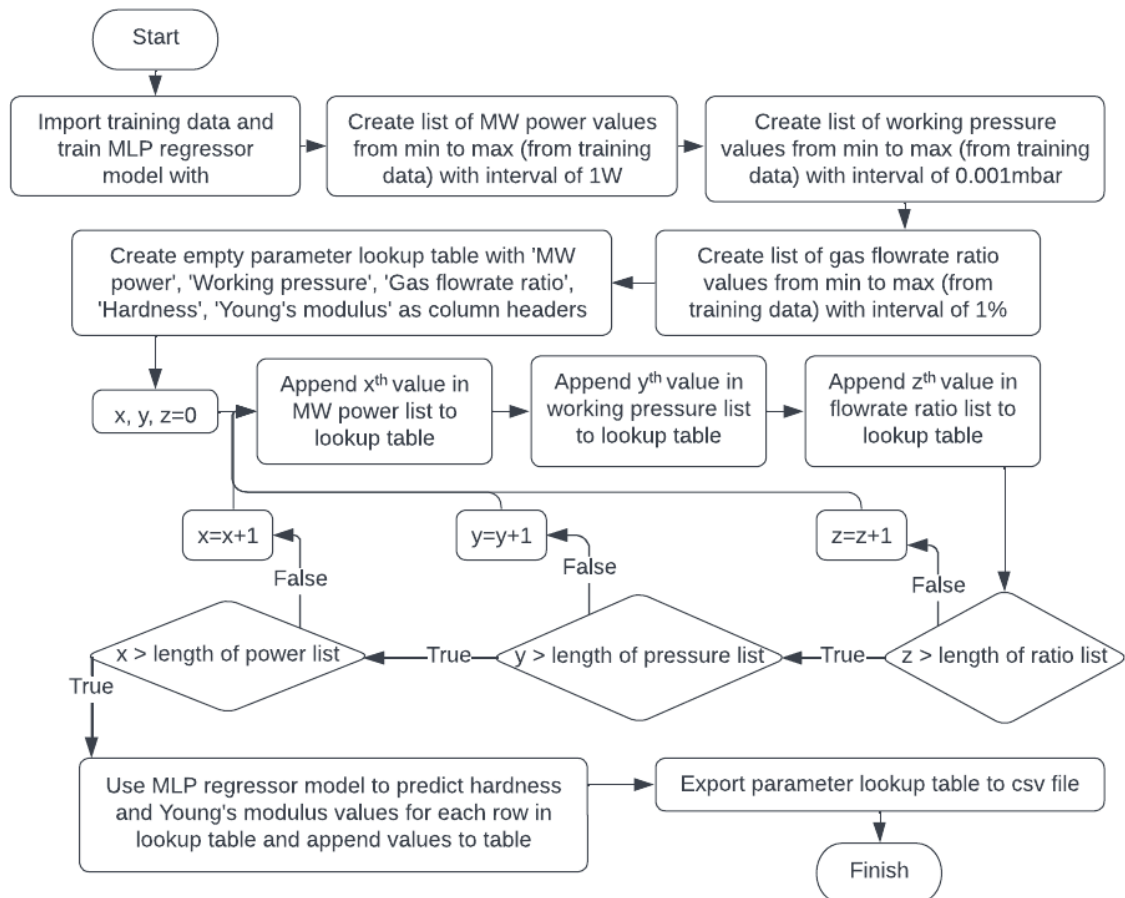 Start
Import training data and
train MLP regressor
model with
Create list of MW power values
from min to max (from training
data) with interval of 1W
Create list of working pressure
values from min to max (from training
data) with interval of 0.001mbar
Create list of gas flowrate ratio
values from min to max (from
training data) with interval of 1%
Create empty parameter lookup table with 'MW
power', 'Working pressure', 'Gas flowrate ratio',
'Hardness', 'Young's modulus' as column headers
x, y, z=0
Append xᵗʰ value in
MW power list to
lookup table
Append yᵗʰ value in
working pressure list
to lookup table
Append zᵗʰ value in
flowrate ratio list to
lookup table
x=x+1
y=y+1
z=z+1
False
False
False
x > length of power list
True
y > length of pressure list
True
z > length of ratio list
True
Use MLP regressor model to predict hardness
and Young's modulus values for each row in
lookup table and append values to table
Export parameter lookup table to csv file
Finish